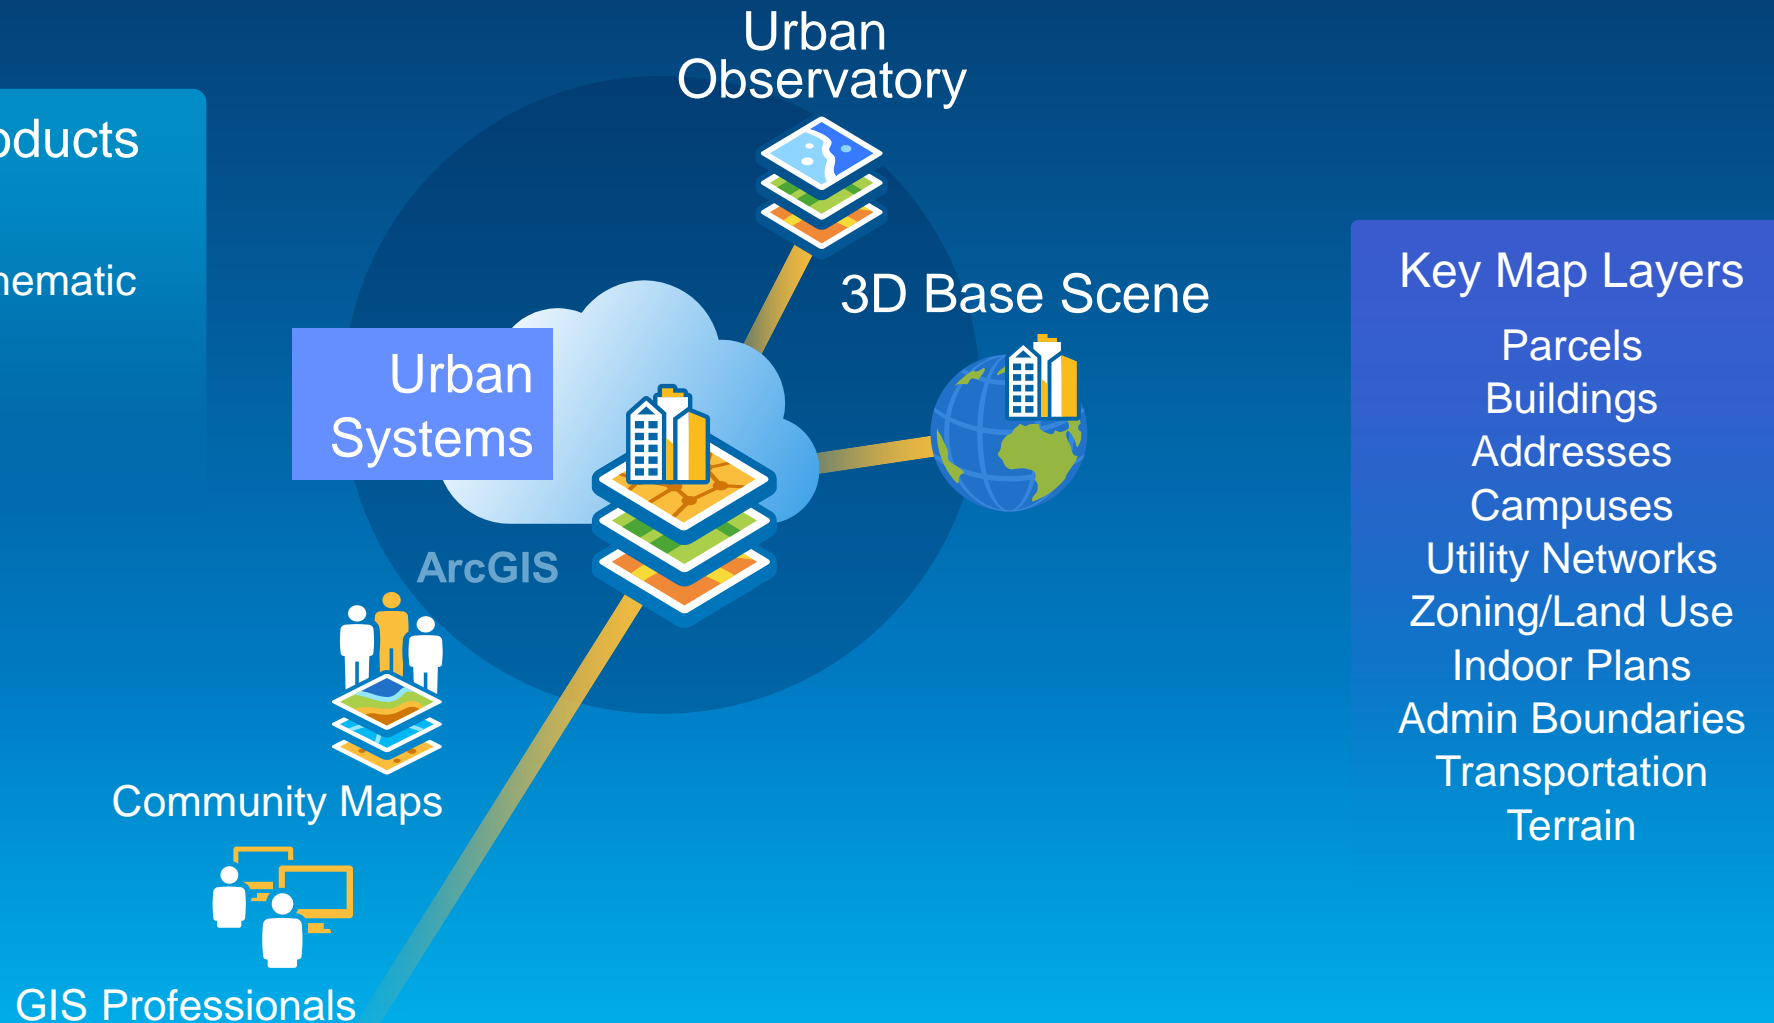 Urban
Observatory
oducts
nematic
3D Base Scene
Urban
Systems
ArcGIS
Community Maps
GIS Professionals
Key Map Layers
Parcels
Buildings
Addresses
Campuses
Utility Networks
Zoning/Land Use
Indoor Plans
Admin Boundaries
Transportation
Terrain